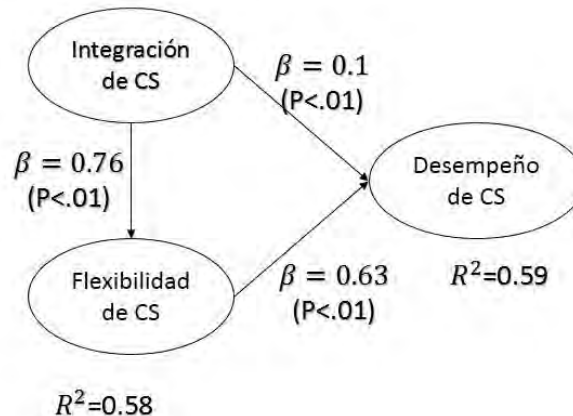 Integración
de CS
β = 0.1
(P<.01)
β = 0.76
(P<.01)
Desempeño
de CS
Flexibilidad
de CS
β = 0.63
(P<.01)
R²=0.59
R²=0.58